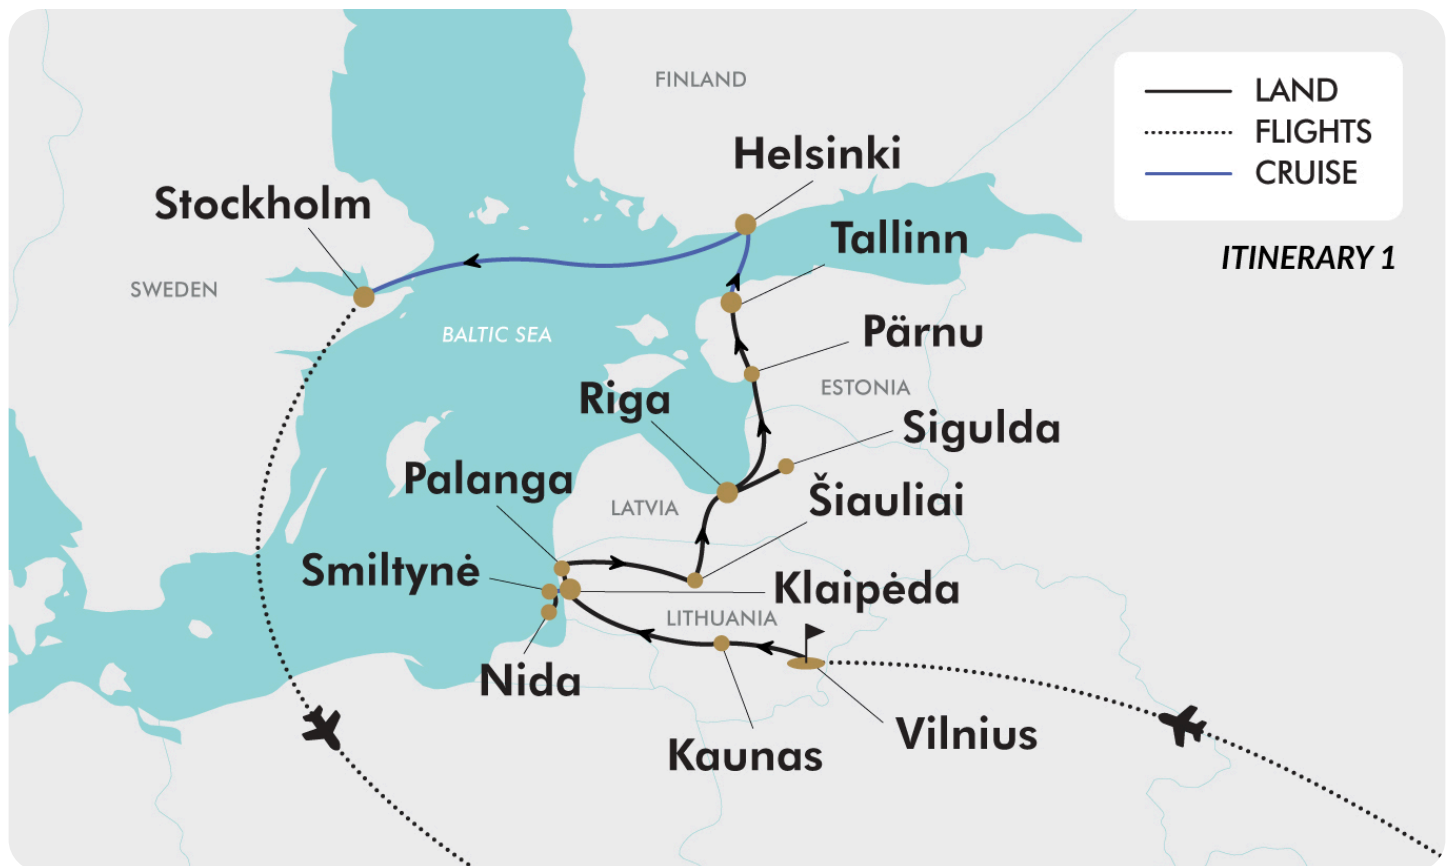 FINLAND
LAND
FLIGHTS
CRUISE
Helsinki
Stockholm
Tallinn
ITINERARY 1
SWEDEN
BALTIC SEA
Pärnu
ESTONIA
Riga
Sigulda
Palanga
LATVIA
Šiauliai
Smiltynė
Klaipėda
LITHUANIA
Nida
Vilnius
Kaunas